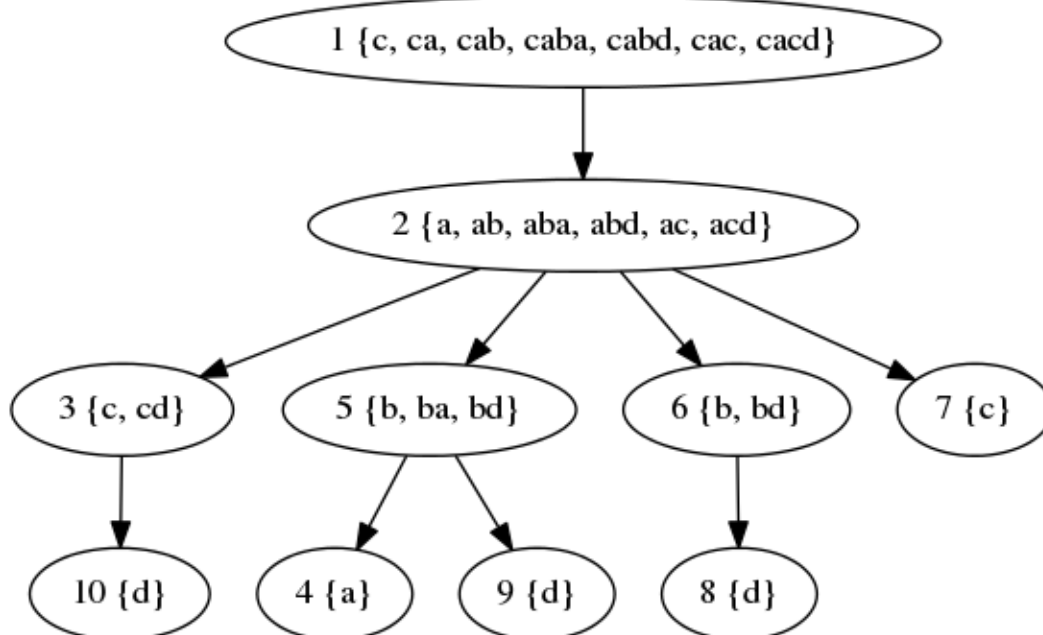 1 {c, ca, cab, caba, cabd, cac, cacd}
2 {a, ab, aba, abd, ac, acd}
3 {c, cd}
5 {b, ba, bd}
6 {b, bd}
7 {c}
10 {d}
4 {a}
9 {d}
8 {d}